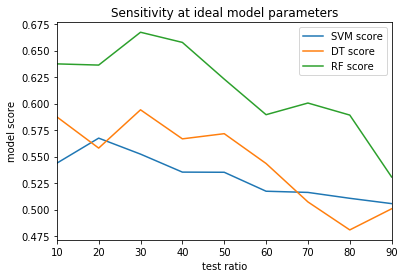 Sensitivity at ideal model parameters
SVM score
DT score
RF score
model score
0.675
0.650
0.625
0.600
0.575
0.550
0.525
0.500
0.475
10 20 30 40 50 60 70 80 90
test ratio